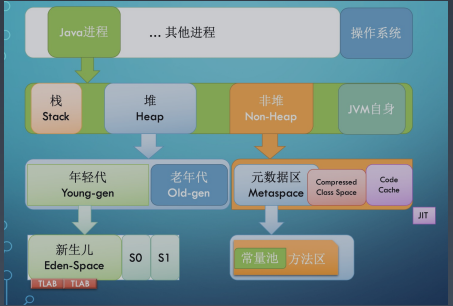 Java进程
... 其他进程
操作系统
栈
Stack
堆
Heap
非堆
Non-Heap
JVM自身
年轻代
Young-gen
老年代
Old-gen
元数据区
Metaspace
Compressed
Class Space
Code
Cache
JIT
新生儿
Eden-Space
S0
S1
常量池
方法区
TLAB
TLAB